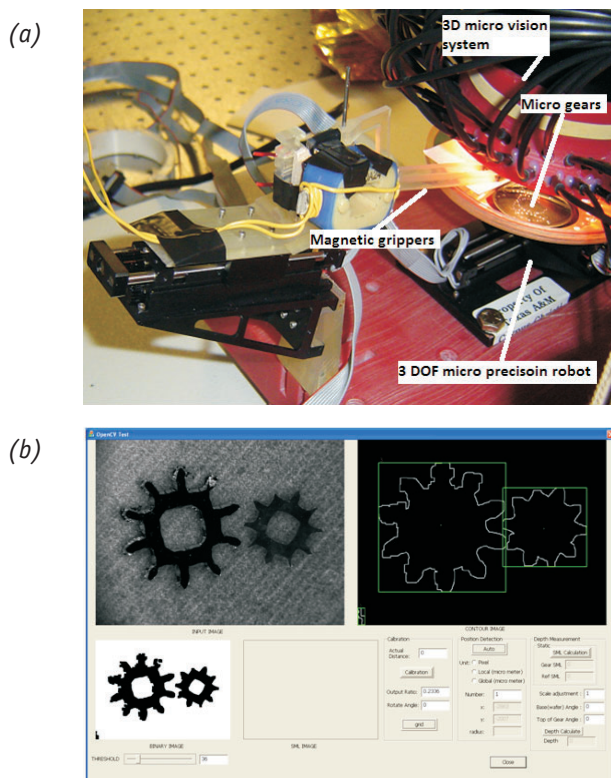 (a)
3D micro vision
system
Micro gears
Magnetic grippers
Property Of
Texas A&M
3 DOF micro precisoin robot
(b)
OpenCV Test
INPUT IMAGE
CONTOUR IMAGE
BINARY IMAGE
SML IMAGE
THRESHOLD
Calibration
Actual
Distance:
0
Calibration
Output Ratio:
Rotate Angle: 0
grid
Position Detection
Auto
Unit: Pixel
Local (micro meter)
Global (micro meter)
Number: 1
x:
radius:
Depth Measurement
Static:
SML Calculation
Gear SML
Ref SML
Scale adjustment : 1
Base(wafer) Angle : 0
Top of Gear Angle : 0
Depth Calculate
Depth
Close